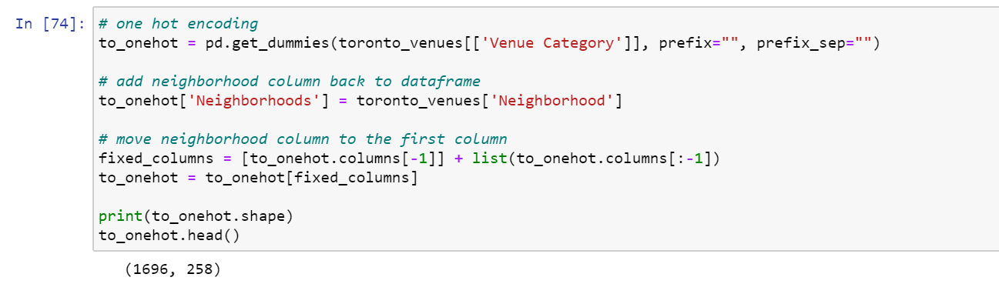 In [74]: # one hot encoding
to_onehot = pd.get_dummies(toronto_venues[['Venue Category']], prefix="", prefix_sep="")
# add neighborhood column back to dataframe
to_onehot['Neighborhoods'] = toronto_venues['Neighborhood']
# move neighborhood column to the first column
fixed_columns = [to_onehot.columns[-1]] + list(to_onehot.columns[:-1])
to_onehot = to_onehot[fixed_columns]
print(to_onehot.shape)
to_onehot.head()
(1696, 258)